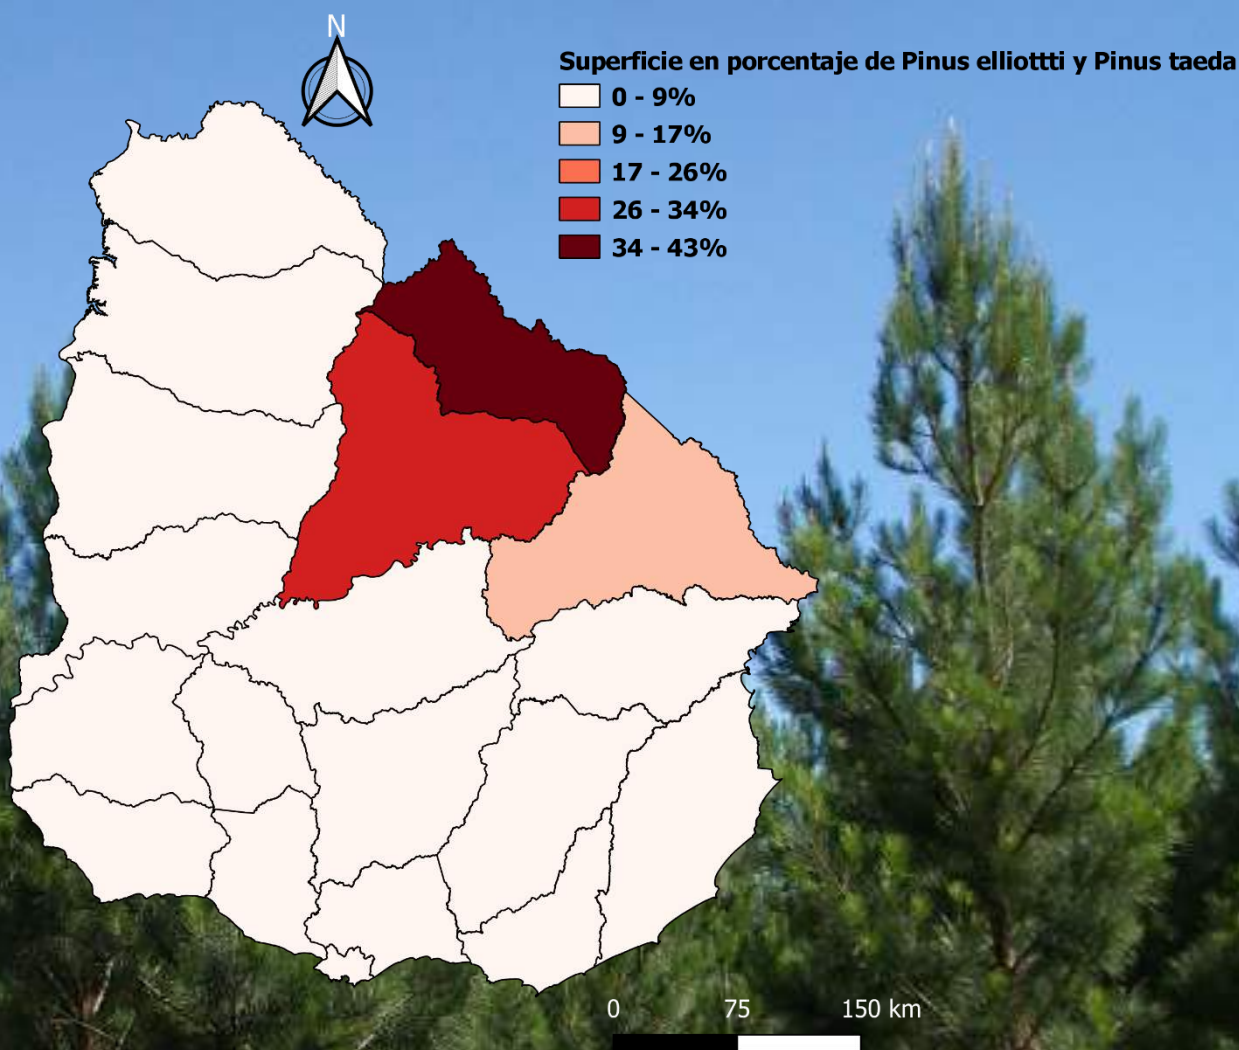 N
Superficie en porcentaje de Pinus elliottti y Pinus taeda
0 - 9%
9 - 17%
17 - 26%
26 - 34%
34 - 43%
0 75 150 km